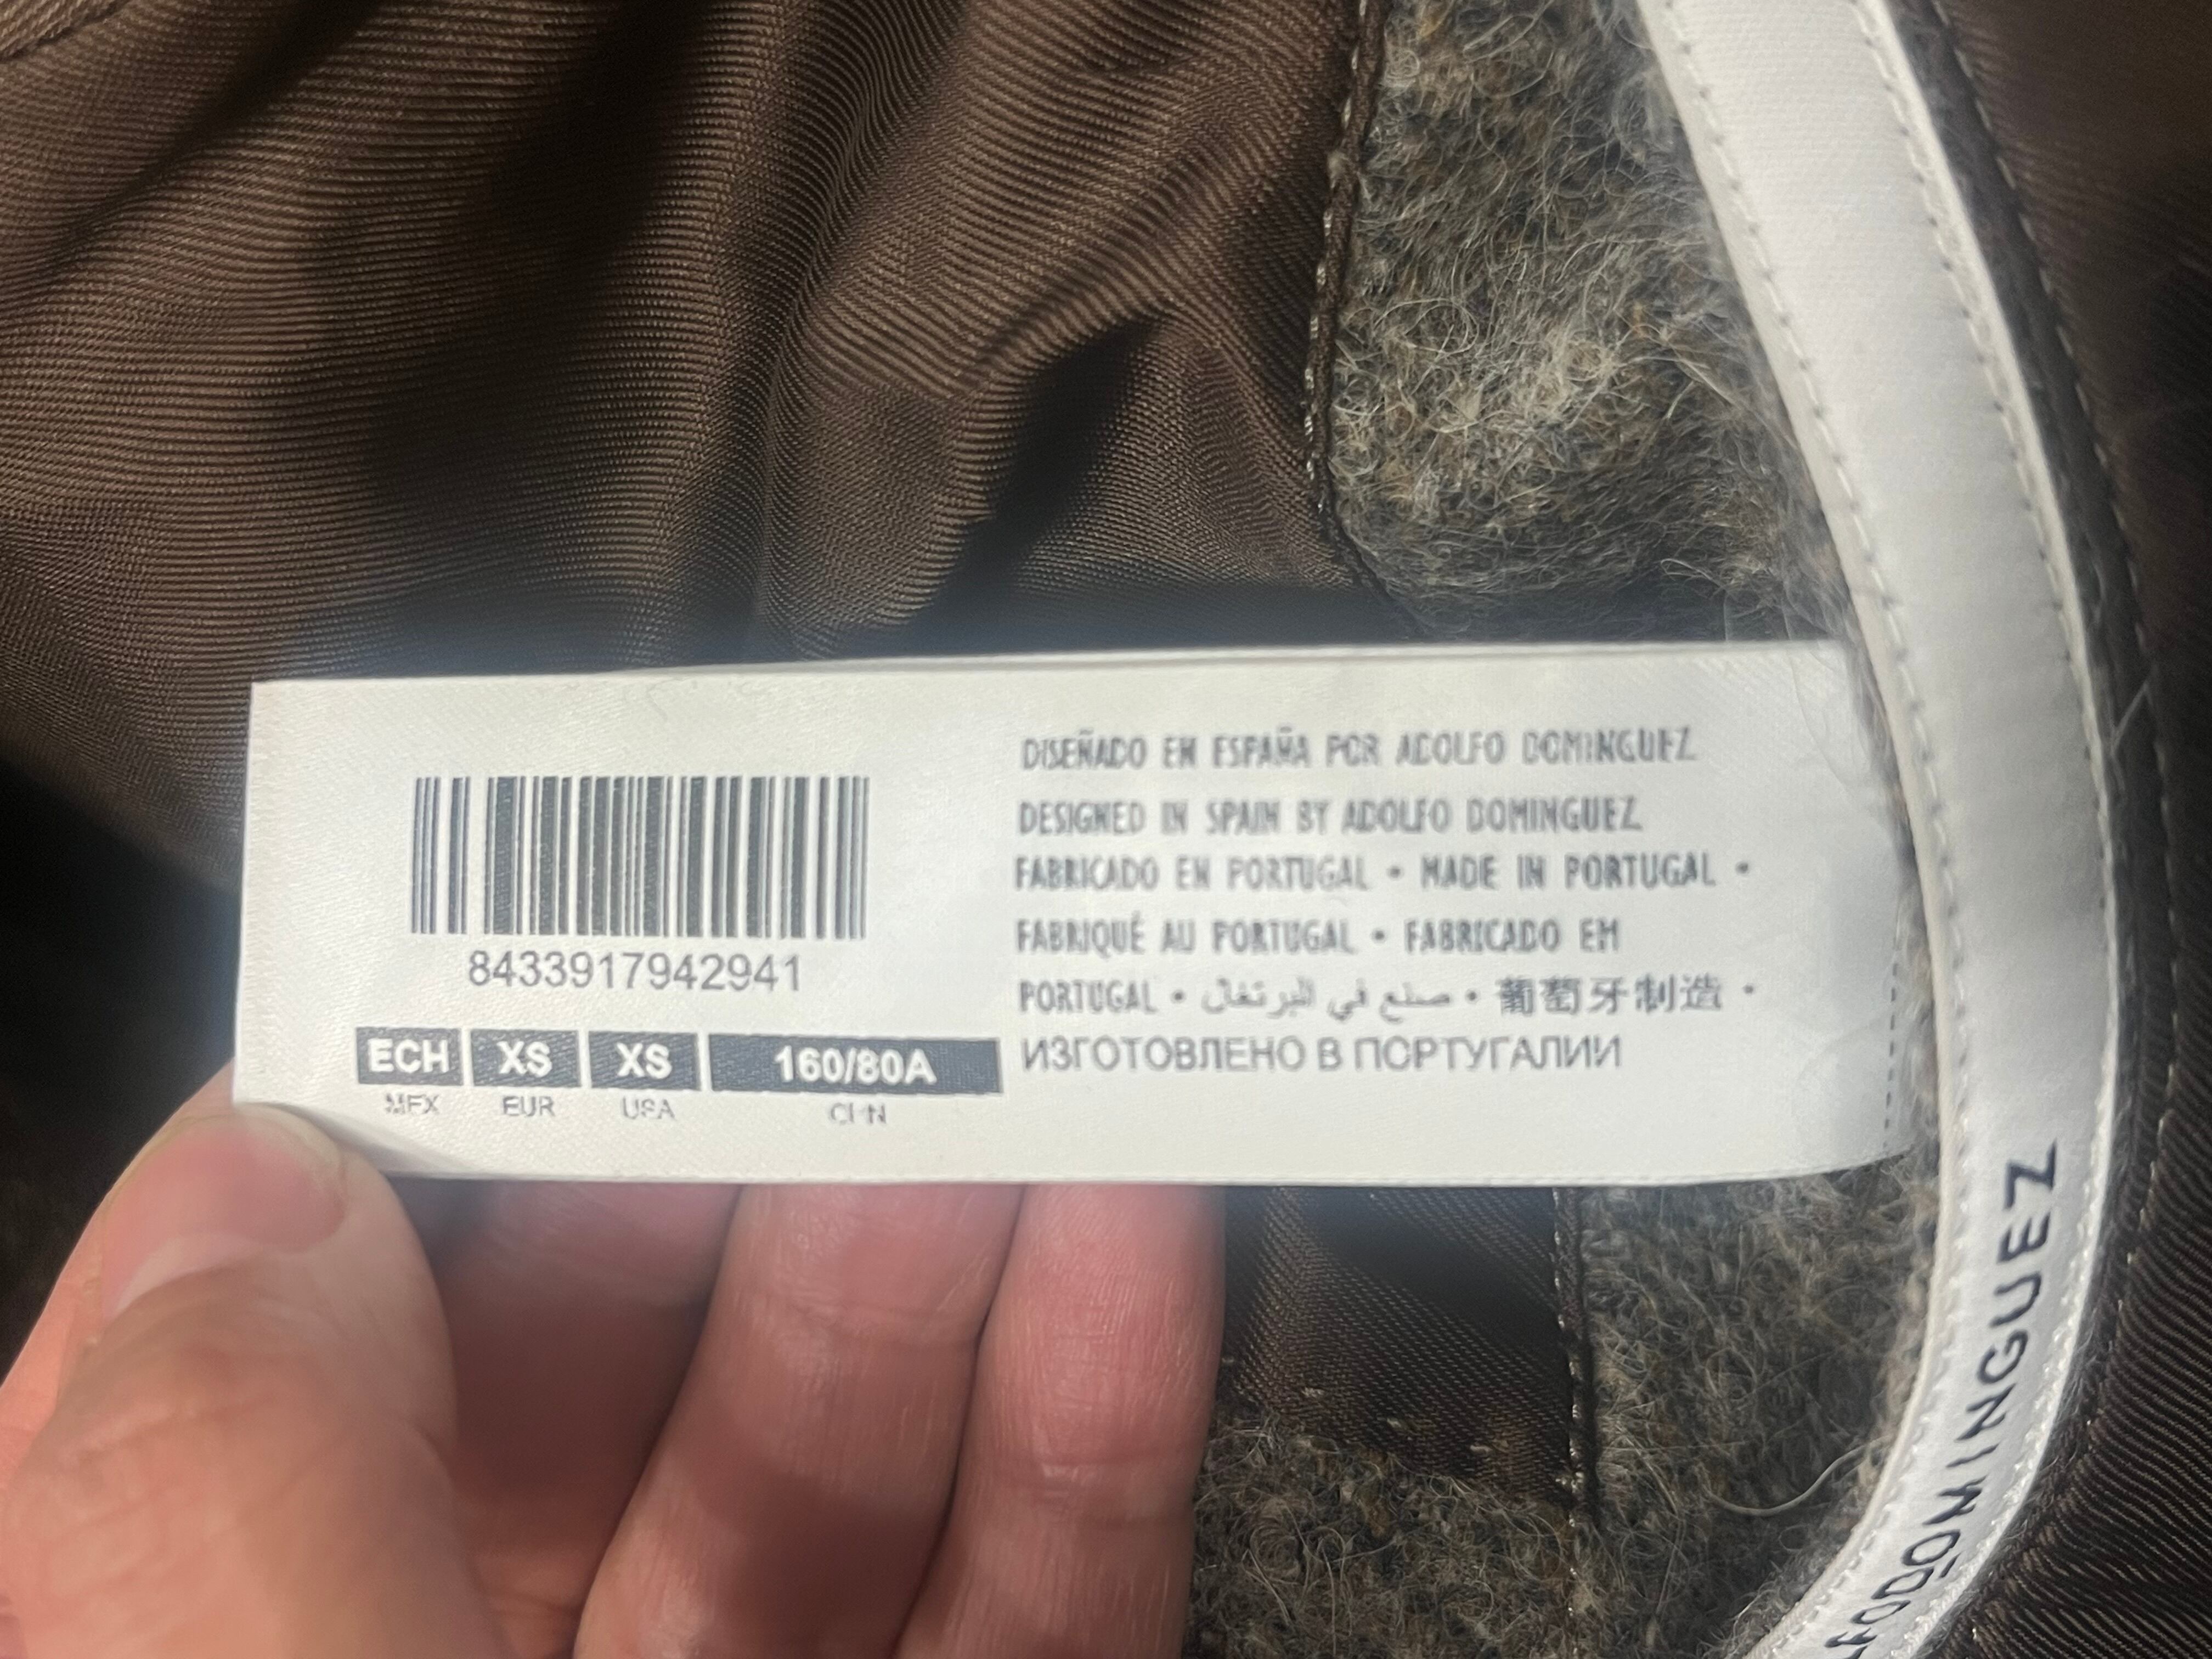 8433917942941
ECH XS XS 160/80A
MEX EUR USA CHN
DISEÑADO EN ESPAÑA POR ADOLFO DOMINGUEZ
DESIGNED IN SPAIN BY ADOLFO DOMINGUEZ
FABRICADO EN PORTUGAL • MADE IN PORTUGAL •
FABRIQUÉ AU PORTUGAL • FABRICADO EM
PORTUGAL • صنع في البرتغال • 葡萄牙制造 •
ИЗГОТОВЛЕНО В ПОРТУГАЛИИ
DOMINGUEZ